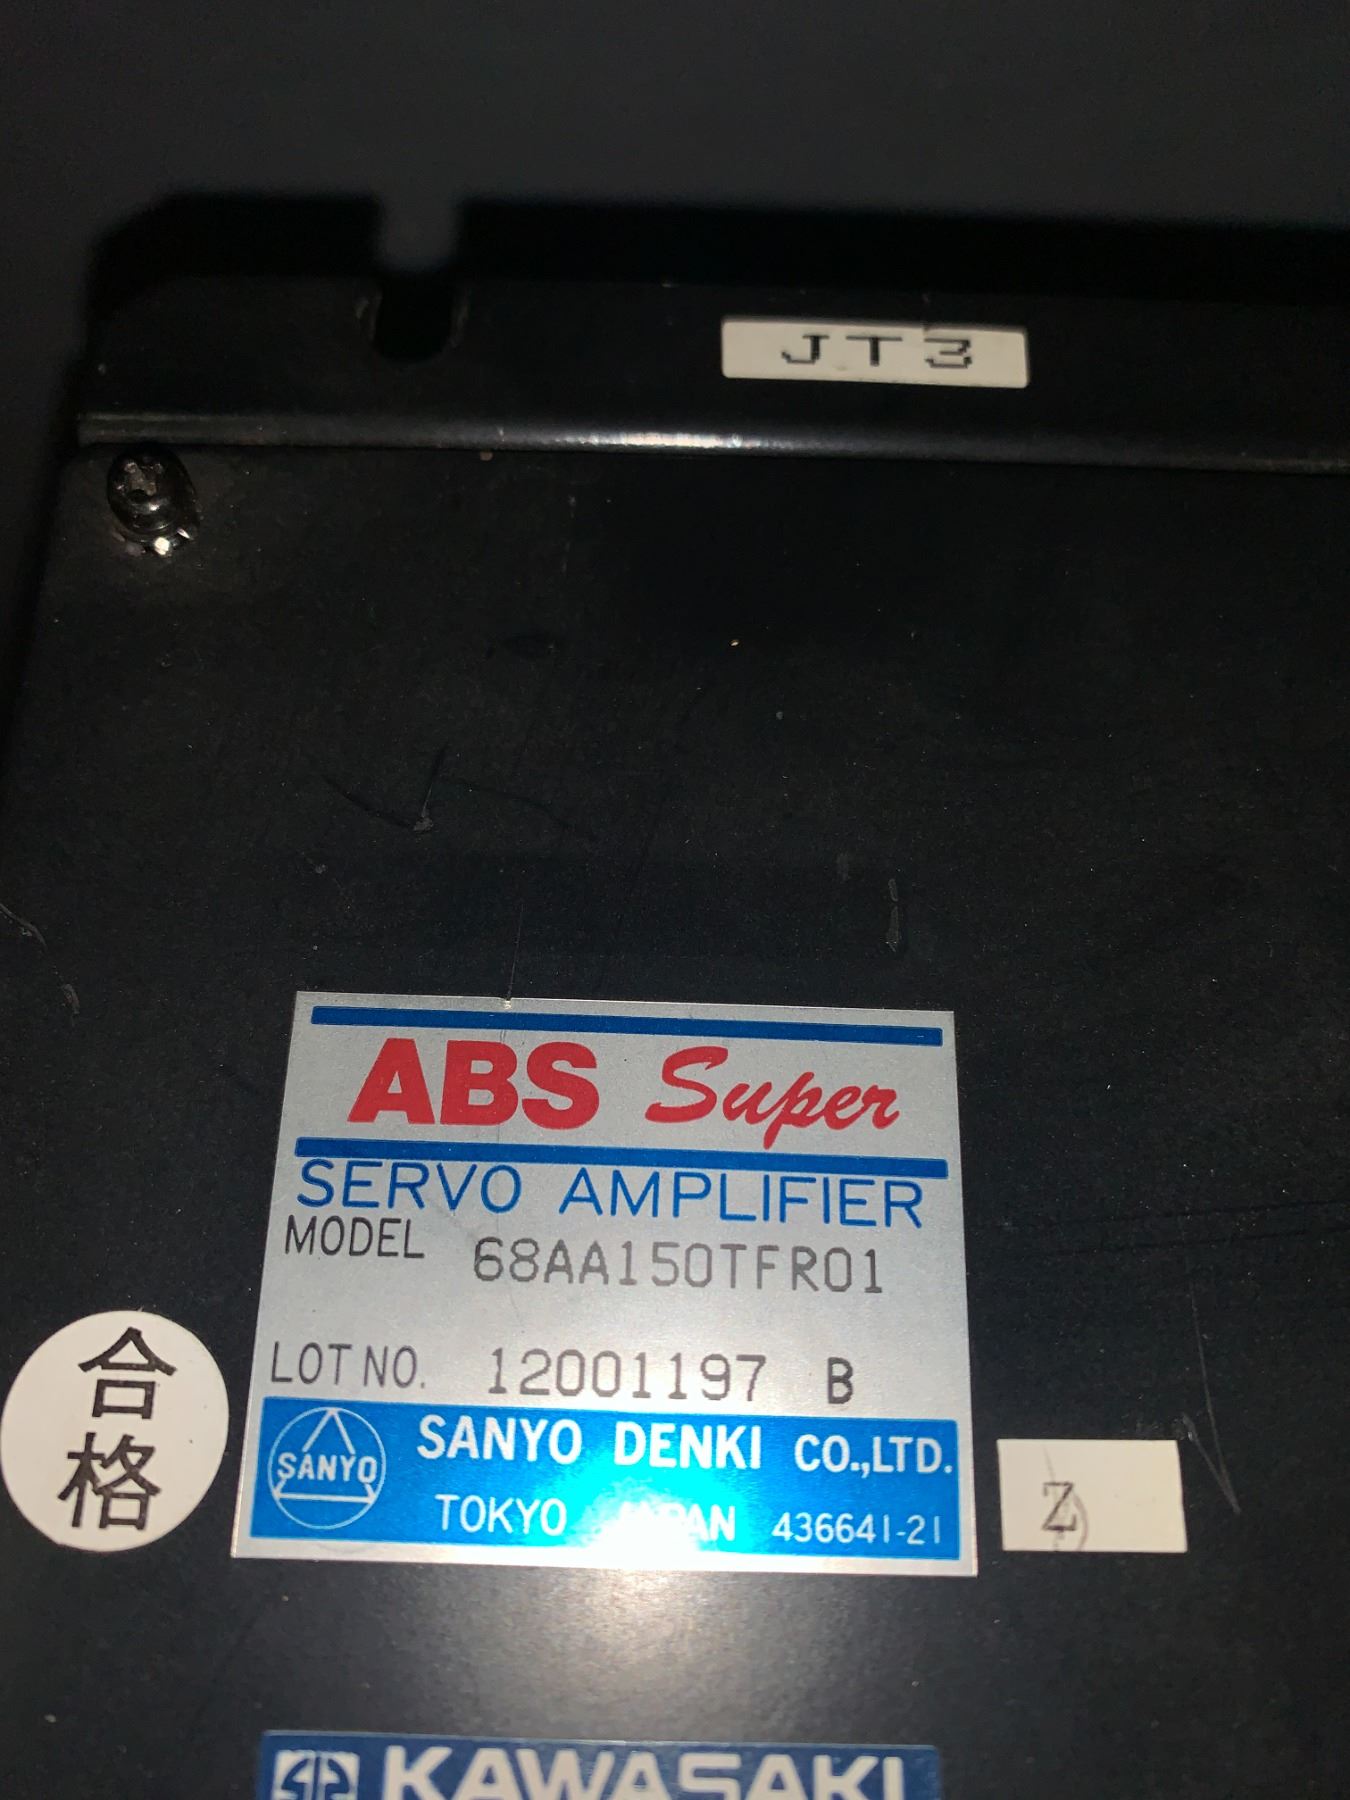 JT3
ABS Super
SERVO AMPLIFIER
MODEL 68AA150TFR01
LOT NO. 12001197 B
SANYO
SANYO DENKI CO.,LTD.
TOKYO JAPAN 436641-21
合格
Z
KAWASAKI